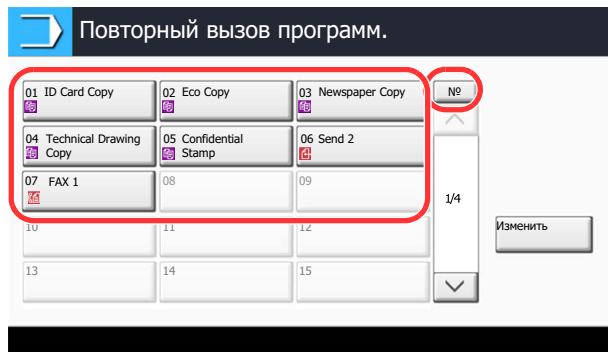 Повторный вызов программ.
01 ID Card Copy
02 Eco Copy
03 Newspaper Copy
№
04 Technical Drawing
Copy
05 Confidential
Stamp
06 Send 2
07 FAX 1
08
09
1/4
10
11
12
Изменить
13
14
15